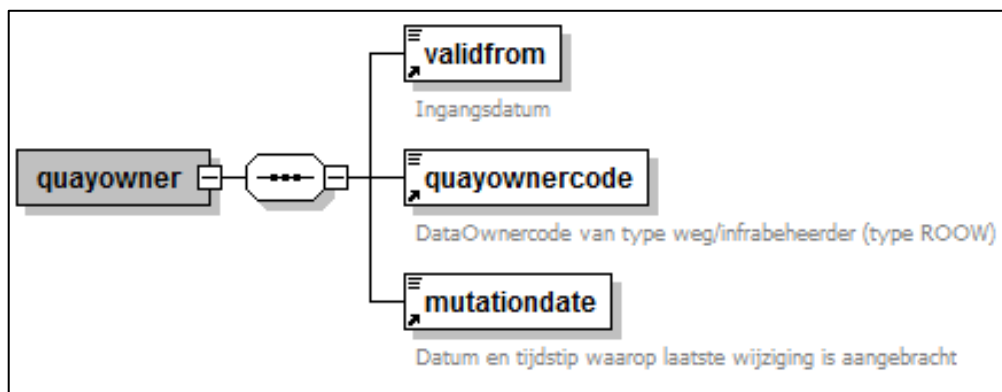 validfrom
Ingangsdatum
quayowner
quayownercode
DataOwnercode van type weg/infrabeheerder (type ROOW)
mutationdate
Datum en tijdstip waarop laatste wijziging is aangebracht